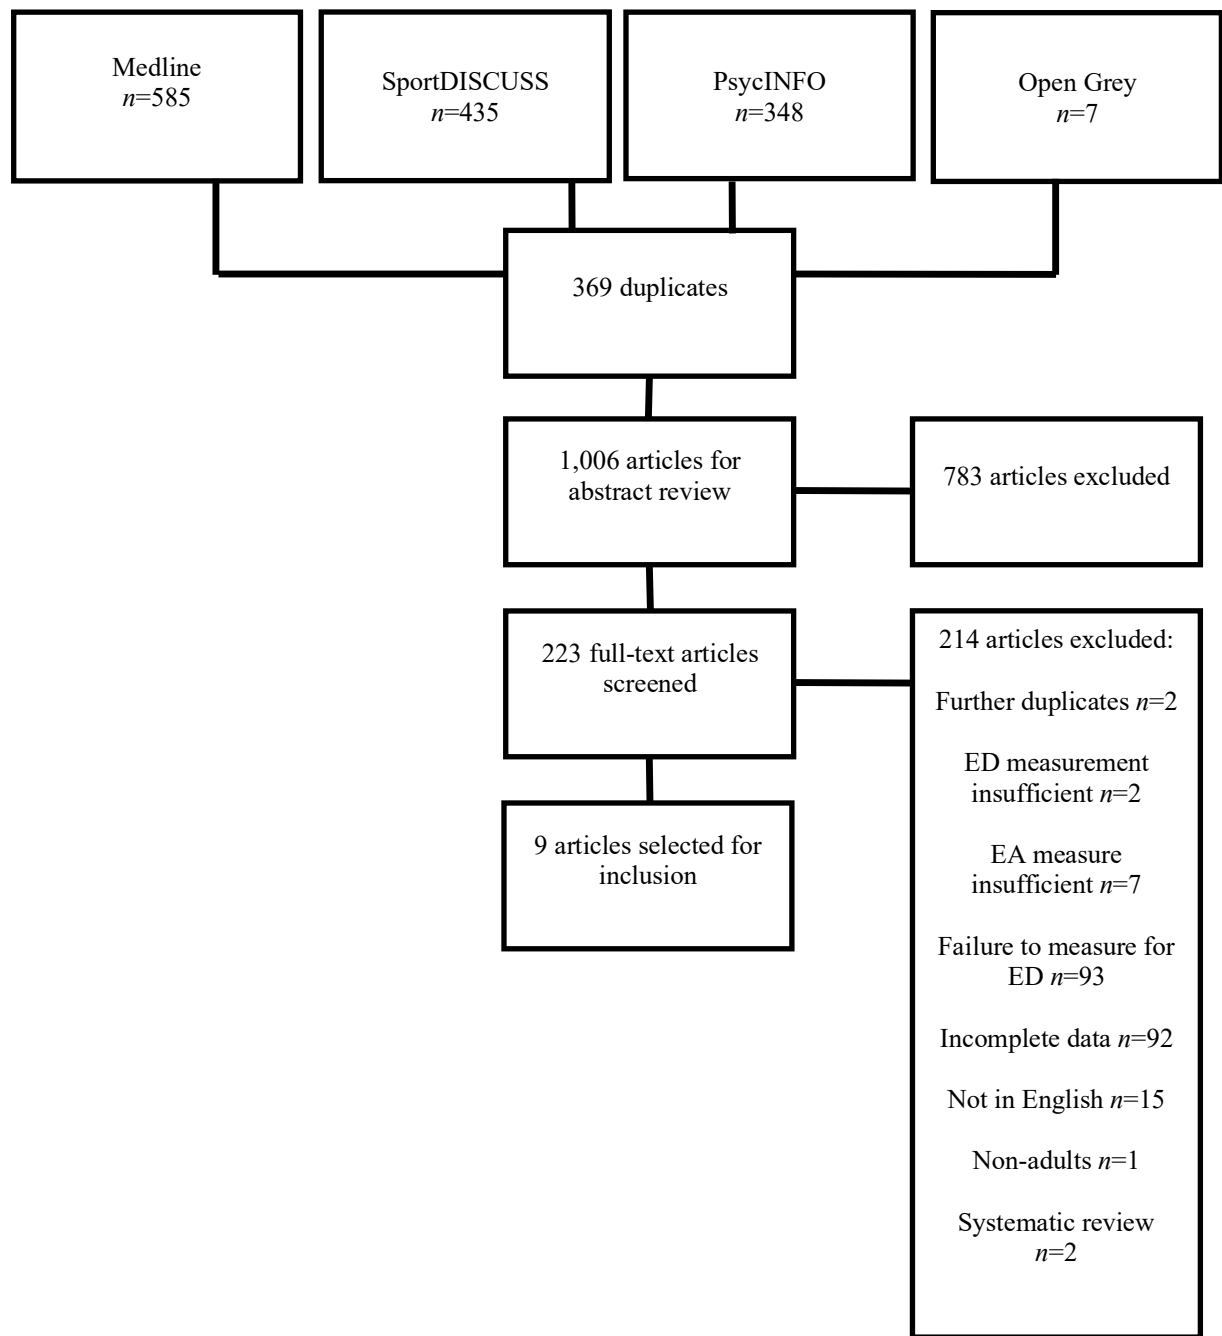 Medline
n=585
SportDISCUSS
n=435
PsycINFO
n=348
Open Grey
n=7
369 duplicates
1,006 articles for
abstract review
783 articles excluded
223 full-text articles
screened
214 articles excluded:
Further duplicates n=2
ED measurement
insufficient n=2
EA measure
insufficient n=7
Failure to measure for
ED n=93
Incomplete data n=92
Not in English n=15
Non-adults n=1
Systematic review
n=2
9 articles selected for
inclusion